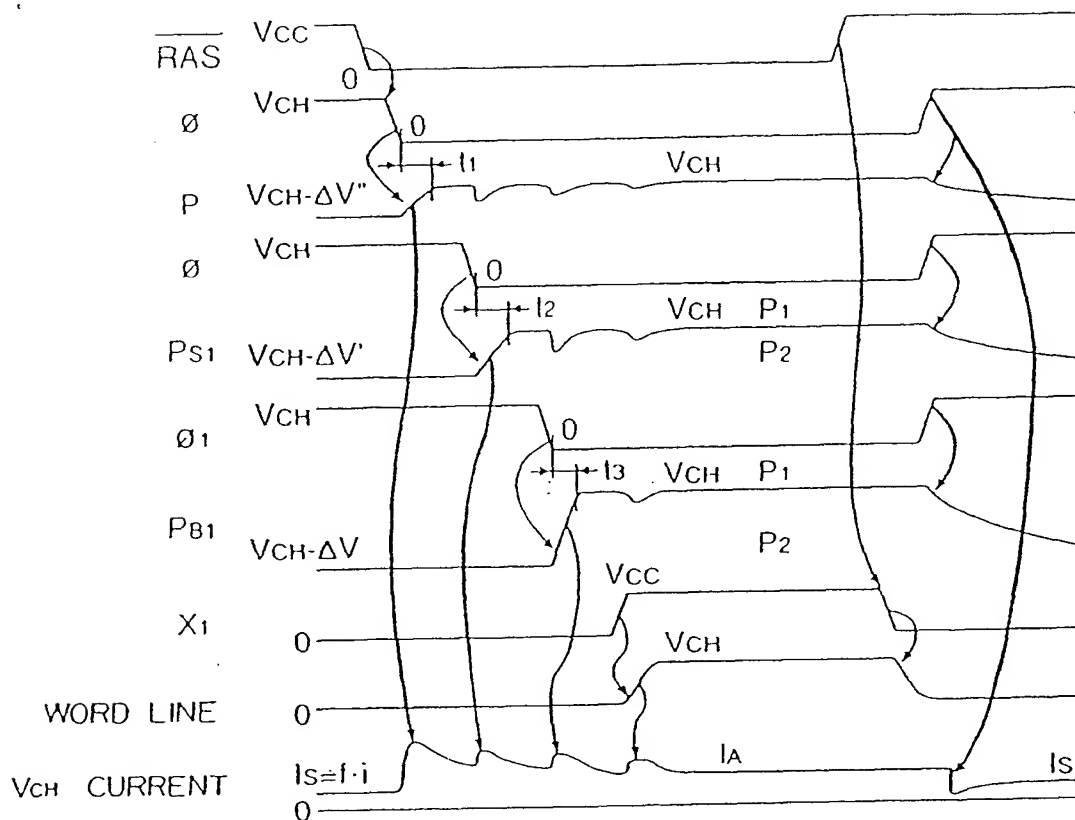 RAS VCC
0
Ø VCH
0
t1 VCH
P VCH-ΔV"
Ø VCH
0
t2 VCH P1
PS1 VCH-ΔV' P2
Ø1 VCH
0
t3 VCH P1
PB1 VCH-ΔV P2
VCC
X1 0
VCH
WORD LINE 0
VCH CURRENT IS≡f·i IA IS
0